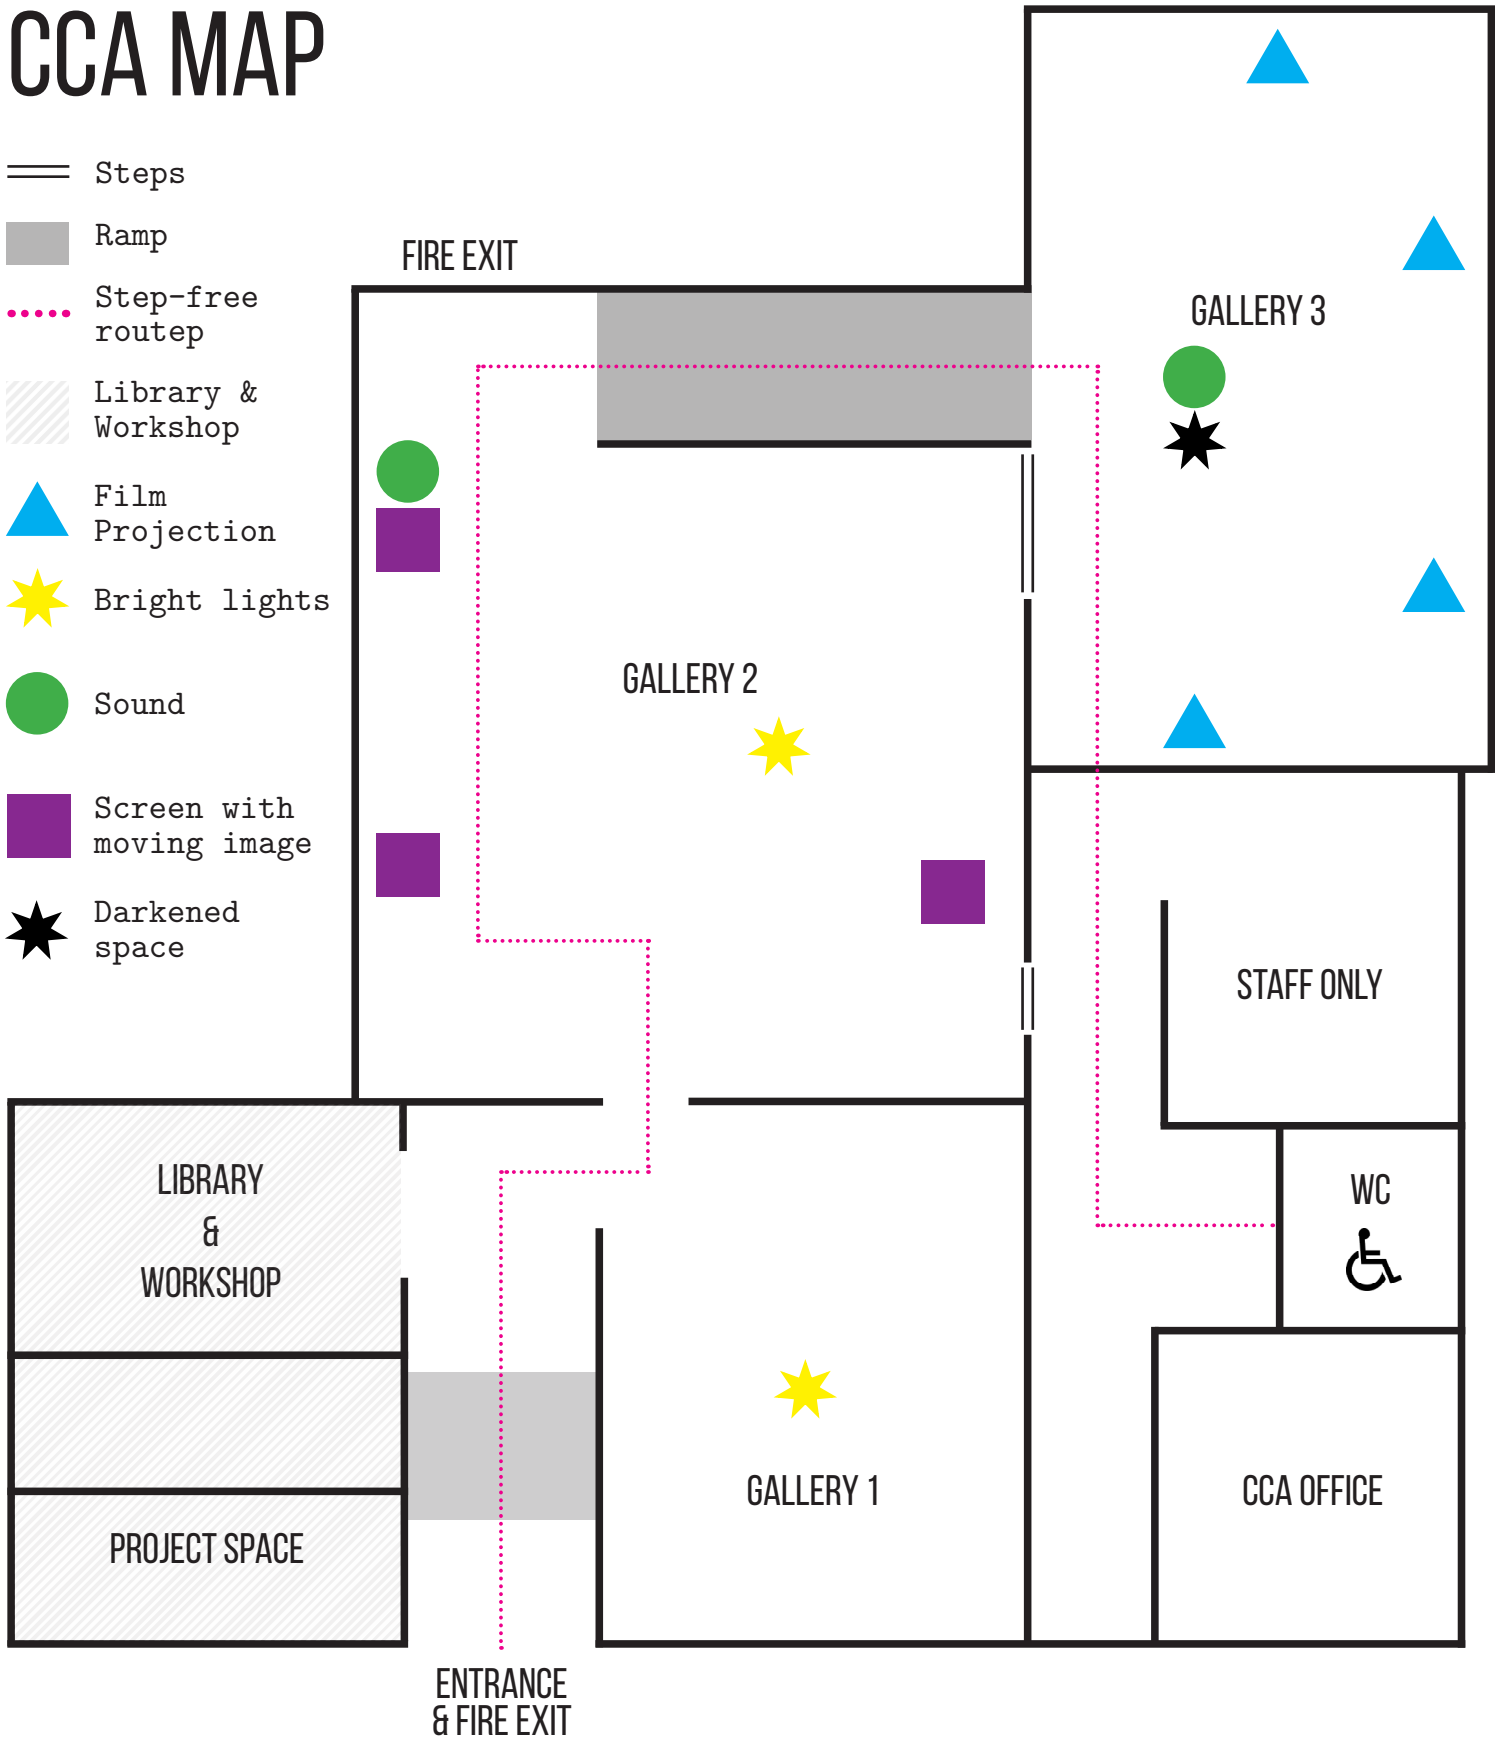 CCA MAP
Steps
Ramp
Step-free
routep
Library &
Workshop
Film
Projection
Bright lights
Sound
Screen with
moving image
Darkened
space
FIRE EXIT
GALLERY 3
GALLERY 2
STAFF ONLY
LIBRARY
&
WORKSHOP
WC
GALLERY 1
CCA OFFICE
PROJECT SPACE
ENTRANCE
& FIRE EXIT